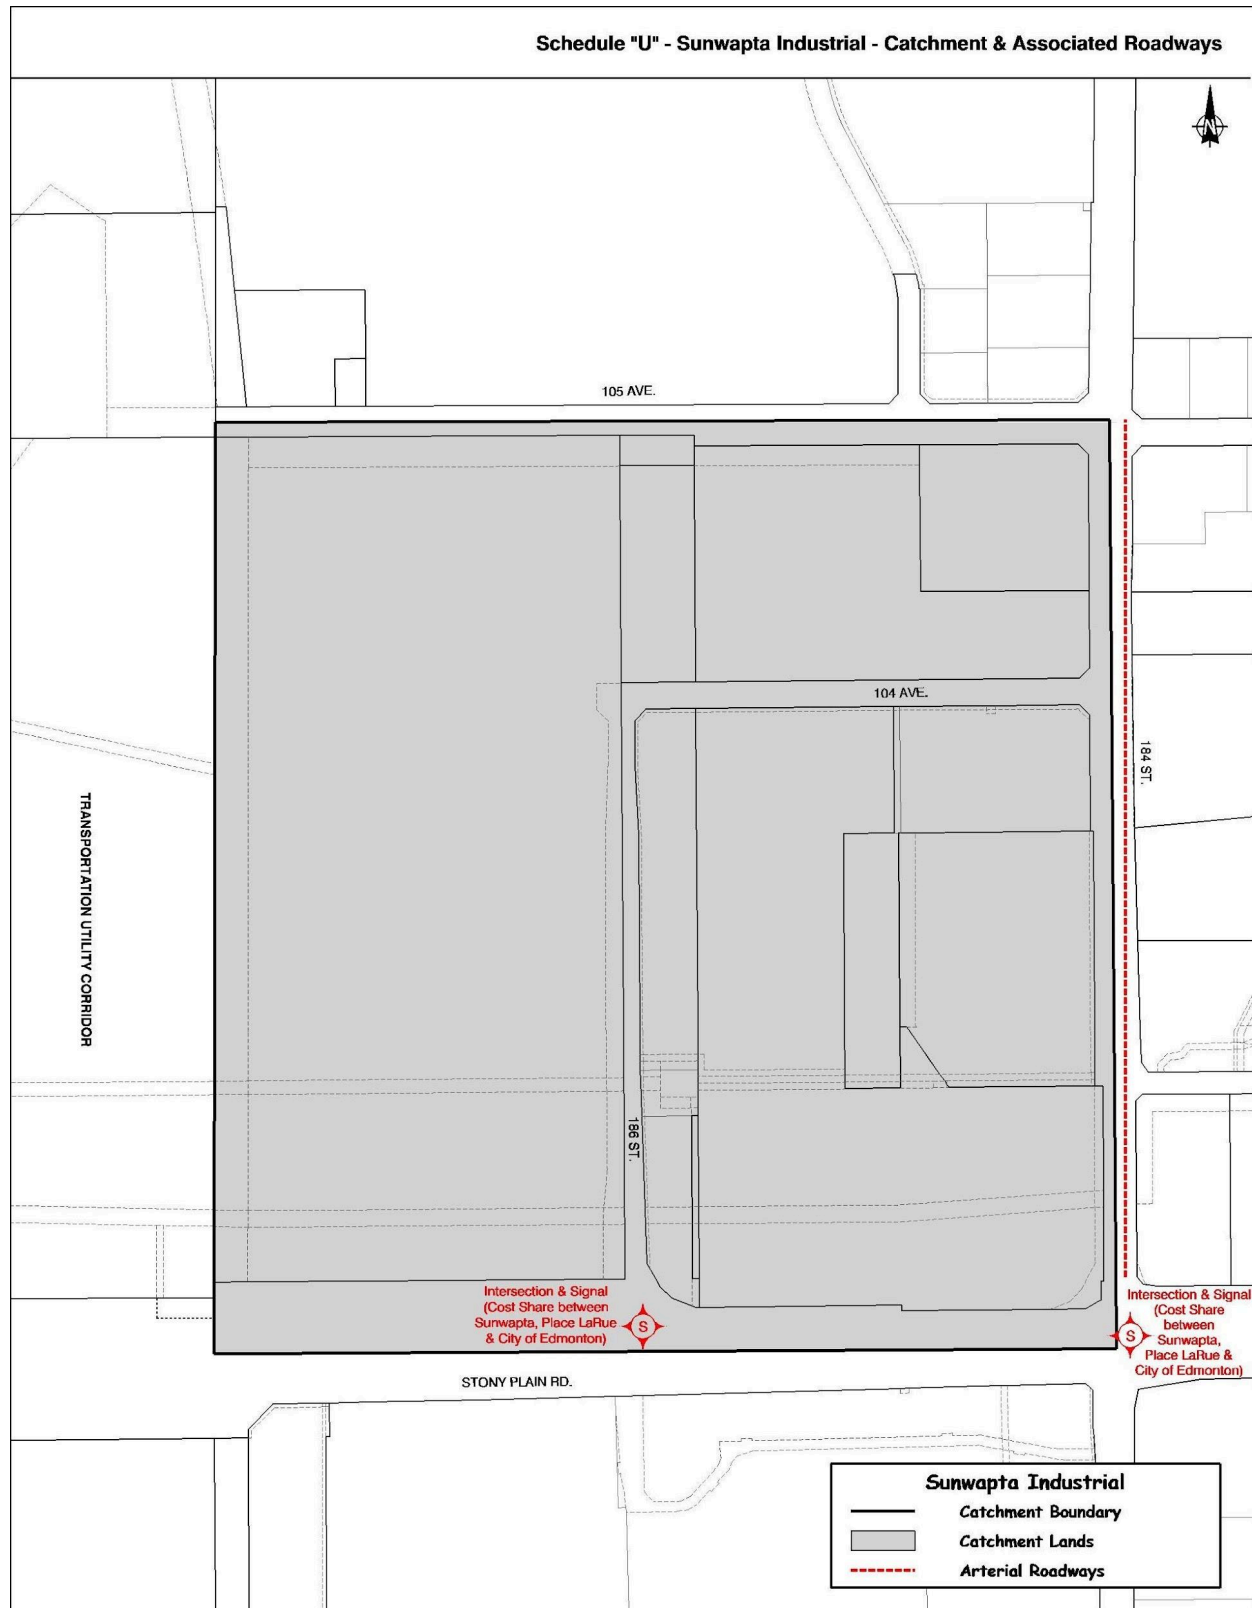 Schedule "U" - Sunwapta Industrial - Catchment & Associated Roadways
N
105 AVE.
104 AVE.
184 ST.
TRANSPORTATION UTILITY CORRIDOR
186 ST.
Intersection & Signal
(Cost Share between
Sunwapta, Place LaRue
& City of Edmonton)
S
Intersection & Signal
(Cost Share
between
Sunwapta,
Place LaRue &
City of Edmonton)
S
STONY PLAIN RD.
Sunwapta Industrial
Catchment Boundary
Catchment Lands
Arterial Roadways